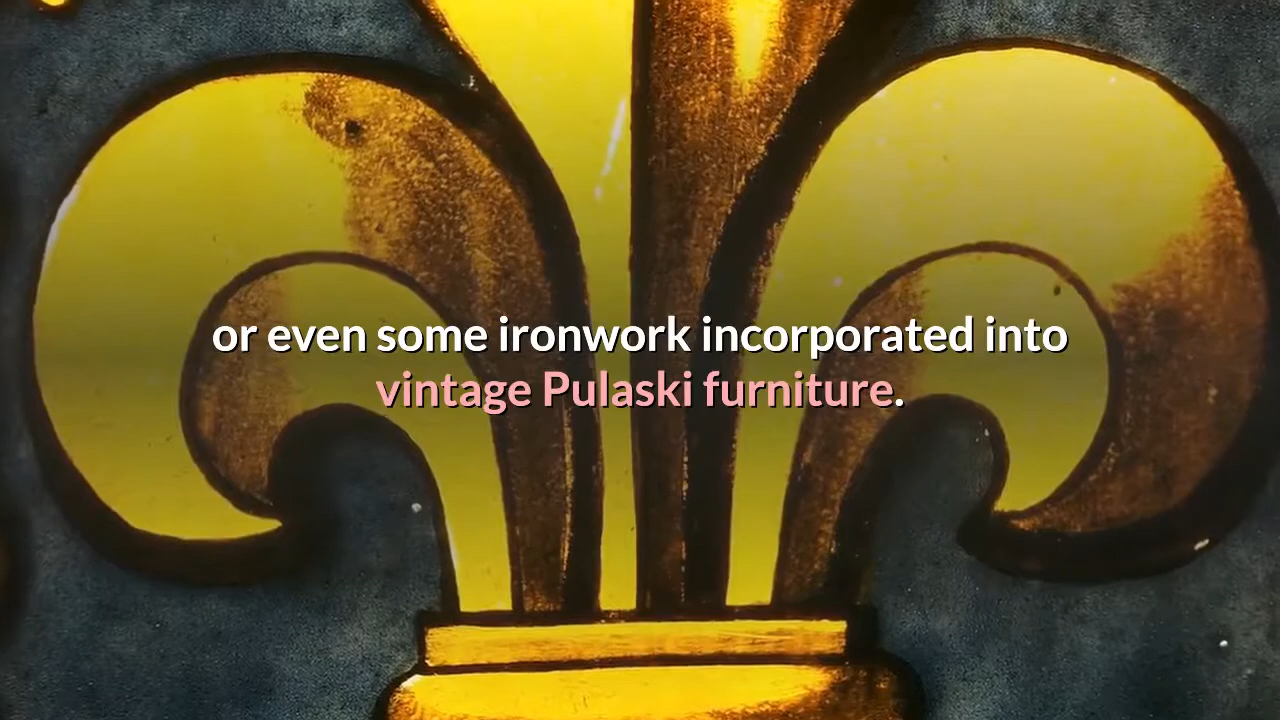 or even some ironwork incorporated into
vintage Pulaski furniture.